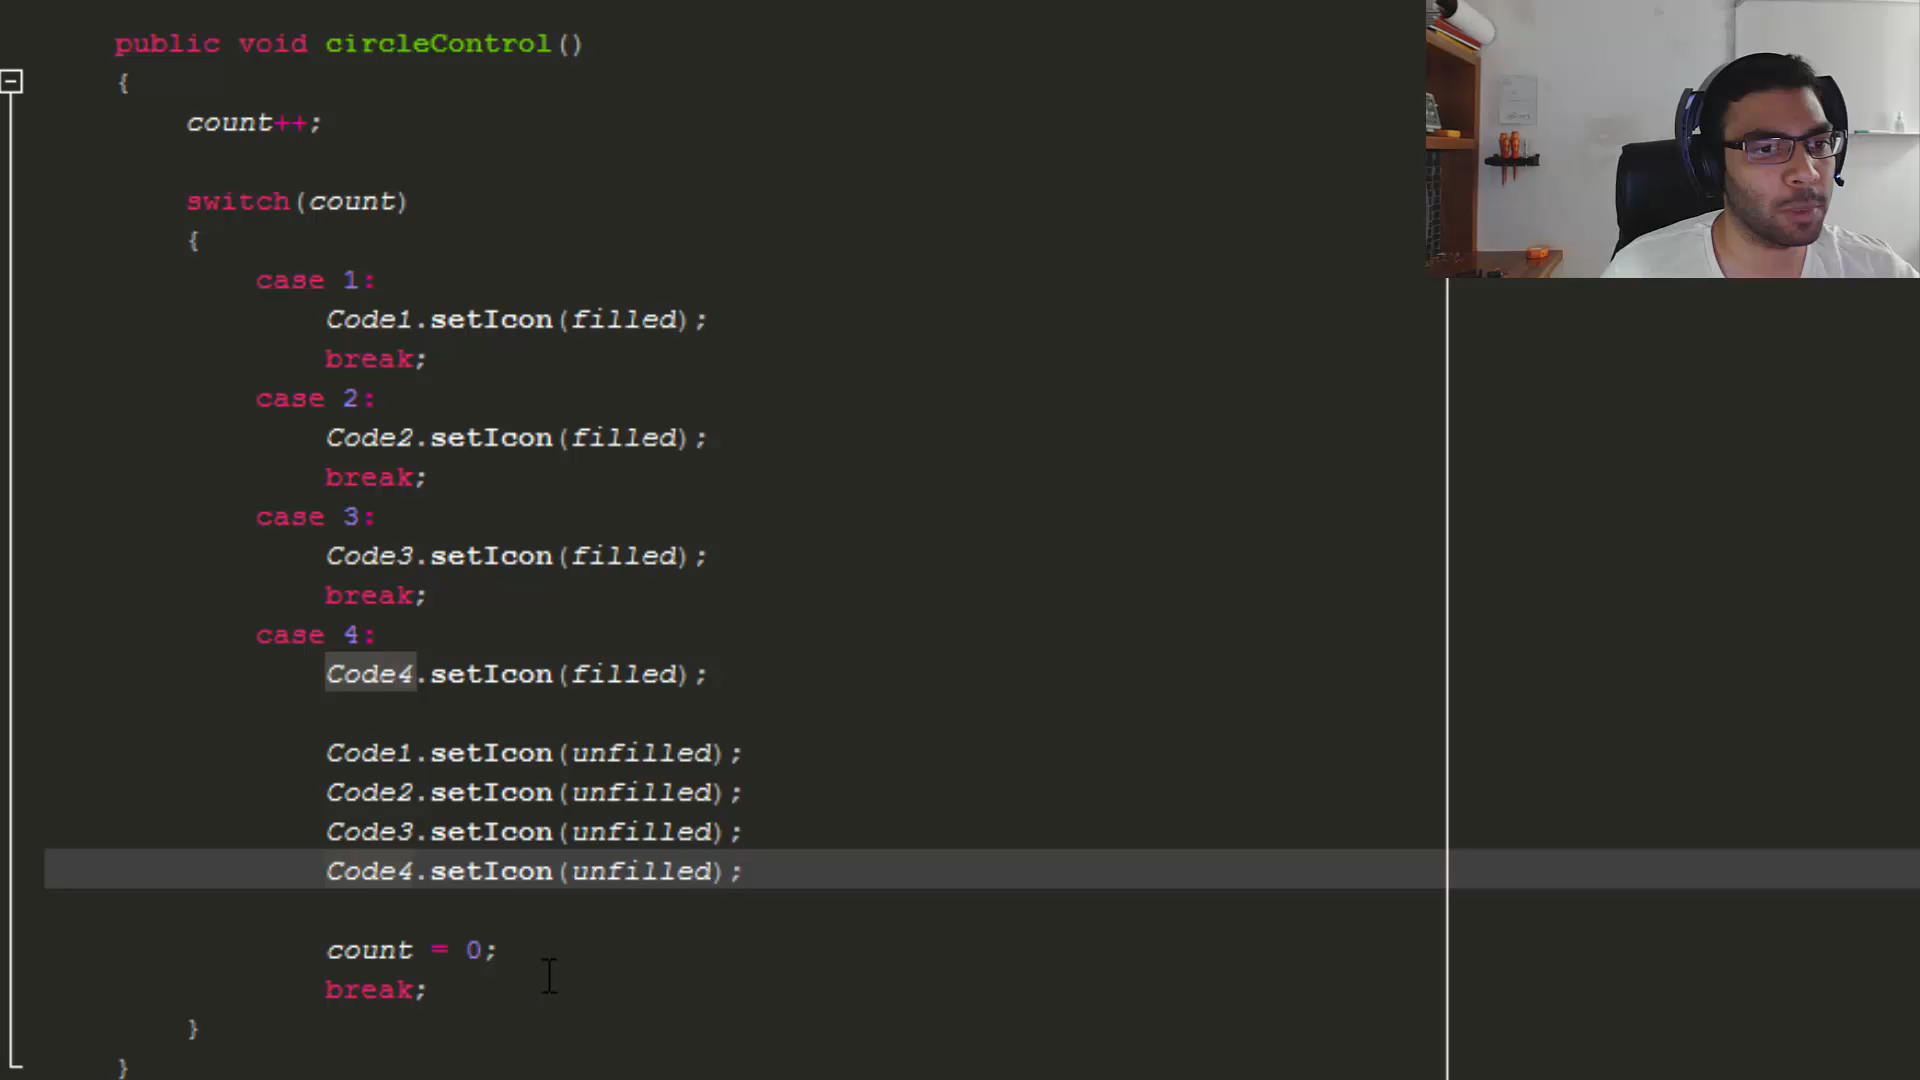 public void circleControl()
{
count++;
switch(count)
{
case 1:
Code1.setIcon(filled);
break;
case 2:
Code2.setIcon(filled);
break;
case 3:
Code3.setIcon(filled);
break;
case 4:
Code4.setIcon(filled);
Code1.setIcon(unfilled);
Code2.setIcon(unfilled);
Code3.setIcon(unfilled);
Code4.setIcon(unfilled);
count = 0;
break;
}
}